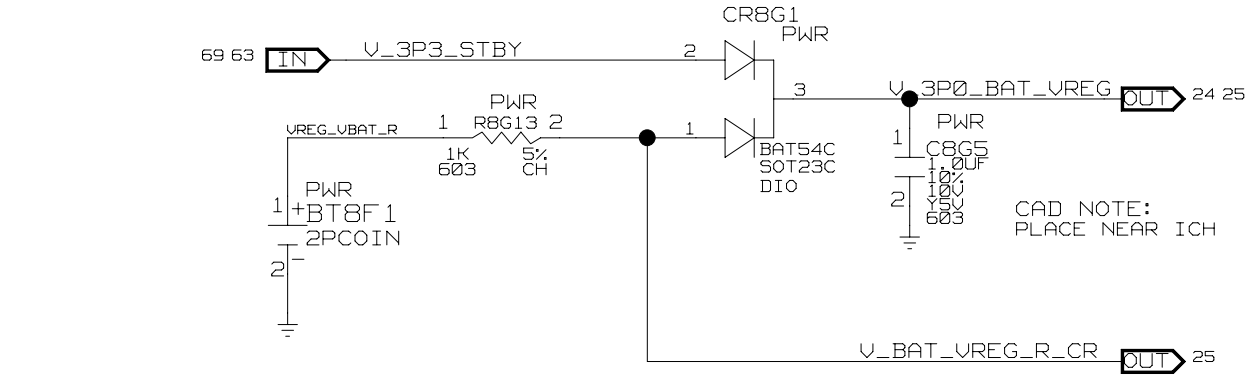 CR8G1
PWR
69 63
IN
V_3P3_STBY
2
3
V_3P0_BAT_VREG
OUT
24 25
PWR
R8G13
1
2
1K
603
5%
CH
VREG_VBAT_R
1
BAT54C
SOT23C
DIO
PWR
1
C8G5
1.0UF
10%
10V
Y5V
603
2
CAD NOTE:
PLACE NEAR ICH
PWR
1
+
BT8F1
2PCOIN
2
-
V_BAT_VREG_R_CR
OUT
25